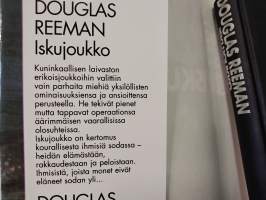 DOUGLAS
REEMAN
Iskujoukko
Kuninkaallisen laivaston
erikoisjoukkoihin valittiin
vain parhaita miehiä yksilöllisten
ominaisuuksiensa ja ansioittensa
perusteella. He tekivät pienet
mutta tappavat operaationsa
äärimmäisen vaarallisissa
olosuhteissa.
Iskujoukko on kertomus
kourallisesta ihmisiä sodassa –
heidän elämästään,
rakkaudestaan ja peloistaan.
Ihmisistä, joista monet eivät
eläneet sodan yli...
DOUGLAS
DOUGLAS REEMAN